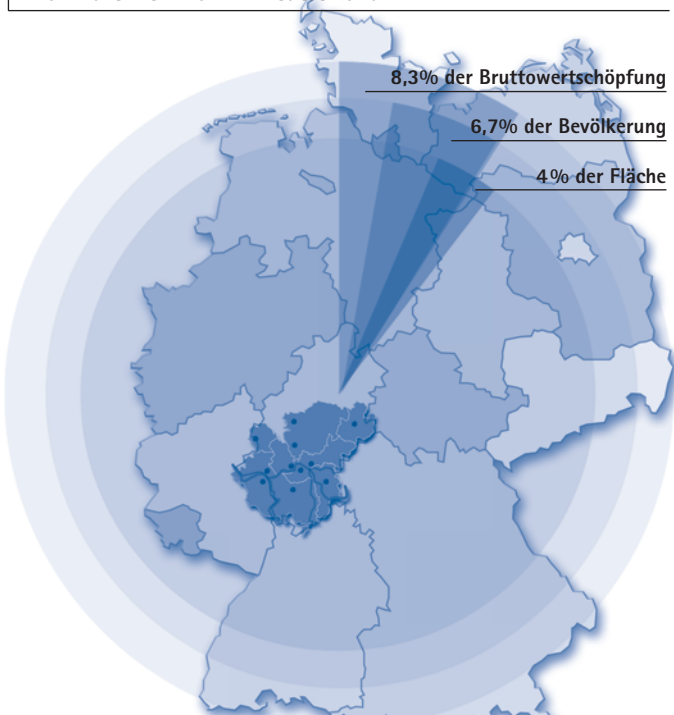 8,3% der Bruttowertschöpfung
6,7% der Bevölkerung
4% der Fläche